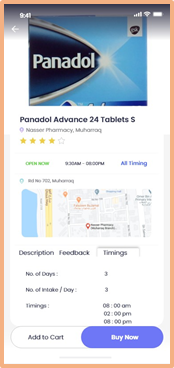 9:41
Panadol
Panadol Advance 24 Tablets S
Nasser Pharmacy, Muharraq
OPEN NOW 9:30AM - 08:00PM All Timing
Rd No 702, Muharraq
Description Feedback Timings
No. of Days : 3
No. of Intake / Day : 3
Timings : 08 : 00 am
02 : 00 pm
08 : 00 pm
Add to Cart Buy Now